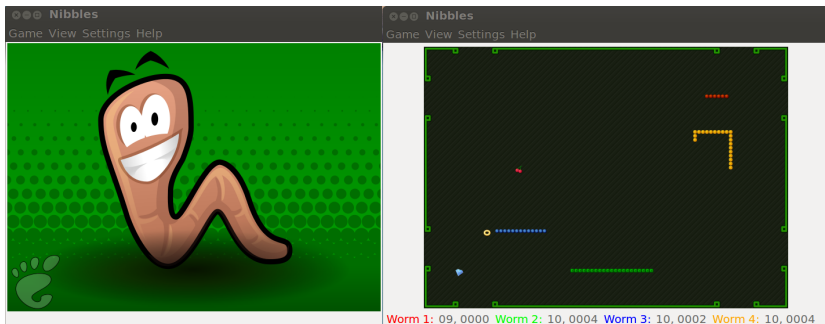 Nibbles
Game View Settings Help
Nibbles
Game View Settings Help
Worm 1: 09, 0000 Worm 2: 10, 0004 Worm 3: 10, 0002 Worm 4: 10, 0004